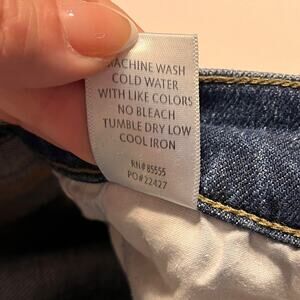 MACHINE WASH
COLD WATER
WITH LIKE COLORS
NO BLEACH
TUMBLE DRY LOW
COOL IRON
RN# 85555
PO# 22427